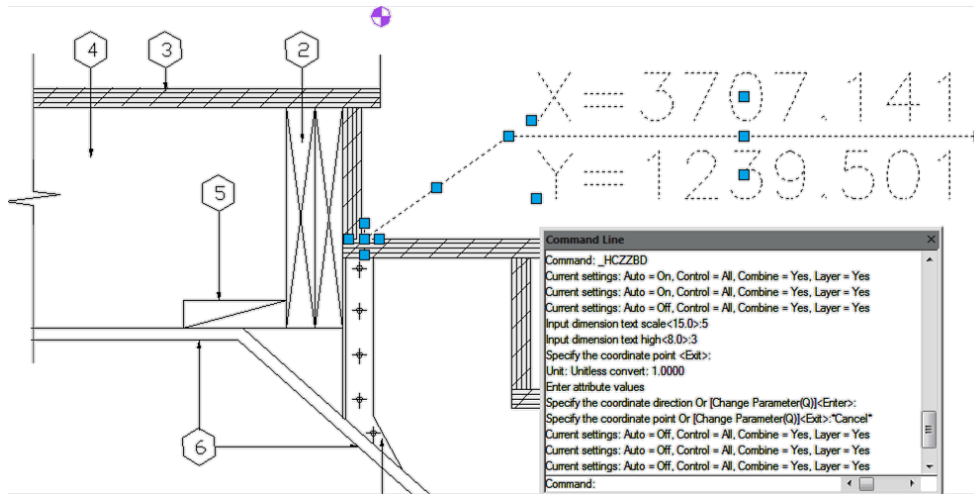 4
3
2
X=3707.141
Y=1239.501
5
6
Command Line
Command: _HCZZBD
Current settings: Auto = On, Control = All, Combine = Yes, Layer = Yes
Current settings: Auto = On, Control = All, Combine = Yes, Layer = Yes
Current settings: Auto = Off, Control = All, Combine = Yes, Layer = Yes
Input dimension text scale<15.0>:5
Input dimension text high<8.0>:3
Specify the coordinate point <Exit>:
Unit: Unitless convert: 1.0000
Enter attribute values
Specify the coordinate direction Or [Change Parameter(Q)]<Enter>:
Specify the coordinate point Or [Change Parameter(Q)]<Exit>:*Cancel*
Current settings: Auto = Off, Control = All, Combine = Yes, Layer = Yes
Current settings: Auto = Off, Control = All, Combine = Yes, Layer = Yes
Current settings: Auto = Off, Control = All, Combine = Yes, Layer = Yes
Command: